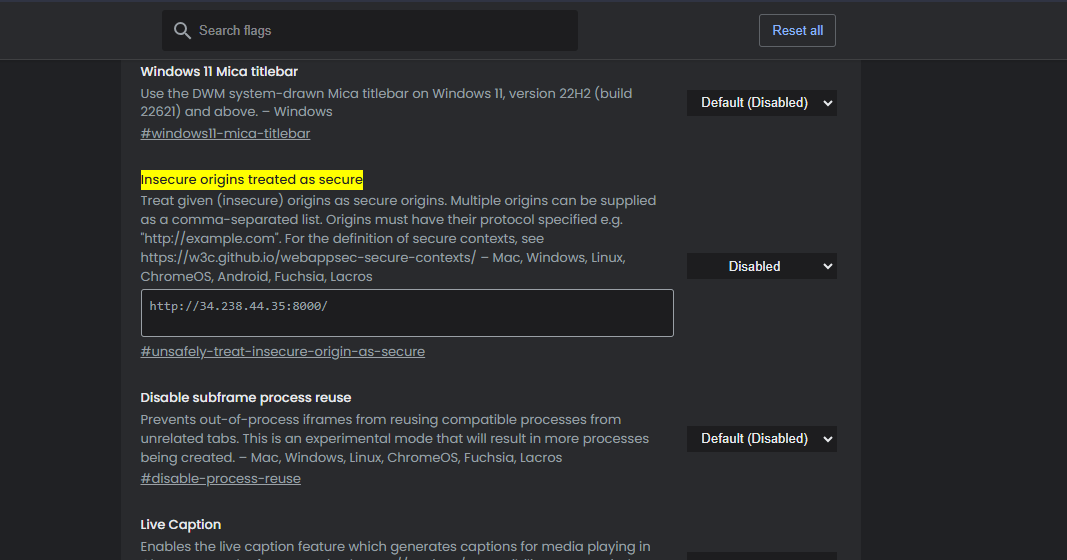 Search flags
Reset all
Windows 11 Mica titlebar
Use the DWM system-drawn Mica titlebar on Windows 11, version 22H2 (build
22621) and above. – Windows
#windows11-mica-titlebar
Default (Disabled)
Insecure origins treated as secure
Treat given (insecure) origins as secure origins. Multiple origins can be supplied
as a comma-separated list. Origins must have their protocol specified e.g.
"http://example.com". For the definition of secure contexts, see
https://w3c.github.io/webappsec-secure-contexts/ – Mac, Windows, Linux,
ChromeOS, Android, Fuchsia, Lacros
Disabled
http://34.238.44.35:8000/
#unsafely-treat-insecure-origin-as-secure
Disable subframe process reuse
Prevents out-of-process iframes from reusing compatible processes from
unrelated tabs. This is an experimental mode that will result in more processes
being created. – Mac, Windows, Linux, ChromeOS, Fuchsia, Lacros
#disable-process-reuse
Default (Disabled)
Live Caption
Enables the live caption feature which generates captions for media playing in